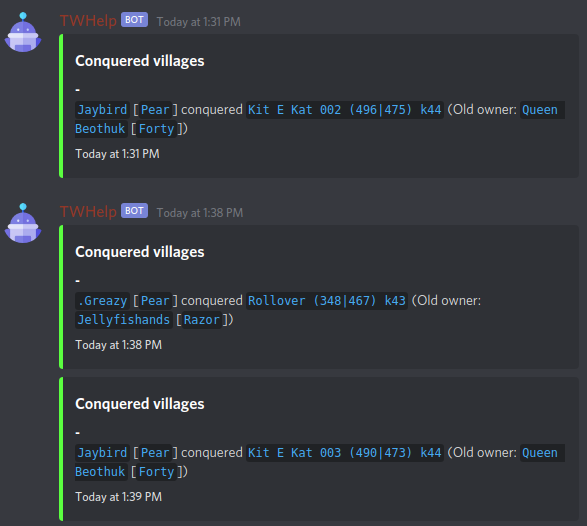 TWHelp BOT Today at 1:31 PM
Conquered villages
-
Jaybird [Pear] conquered Kit E Kat 002 (496|475) k44 (Old owner: Queen
Beothuk [Forty])
Today at 1:31 PM
TWHelp BOT Today at 1:38 PM
Conquered villages
-
.Greazy [Pear] conquered Rollover (348|467) k43 (Old owner:
Jellyfishands [Razor])
Today at 1:38 PM
Conquered villages
-
Jaybird [Pear] conquered Kit E Kat 003 (490|473) k44 (Old owner: Queen
Beothuk [Forty])
Today at 1:39 PM